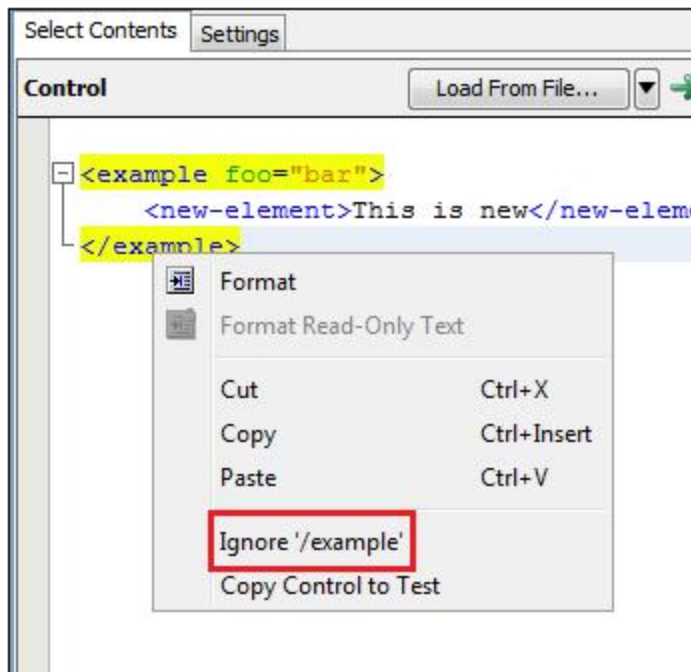 Select Contents Settings
Control Load From File...
<example foo="bar">
<new-element>This is new</new-elem
</example>
Format
Format Read-Only Text
Cut Ctrl+X
Copy Ctrl+Insert
Paste Ctrl+V
Ignore '/example'
Copy Control to Test